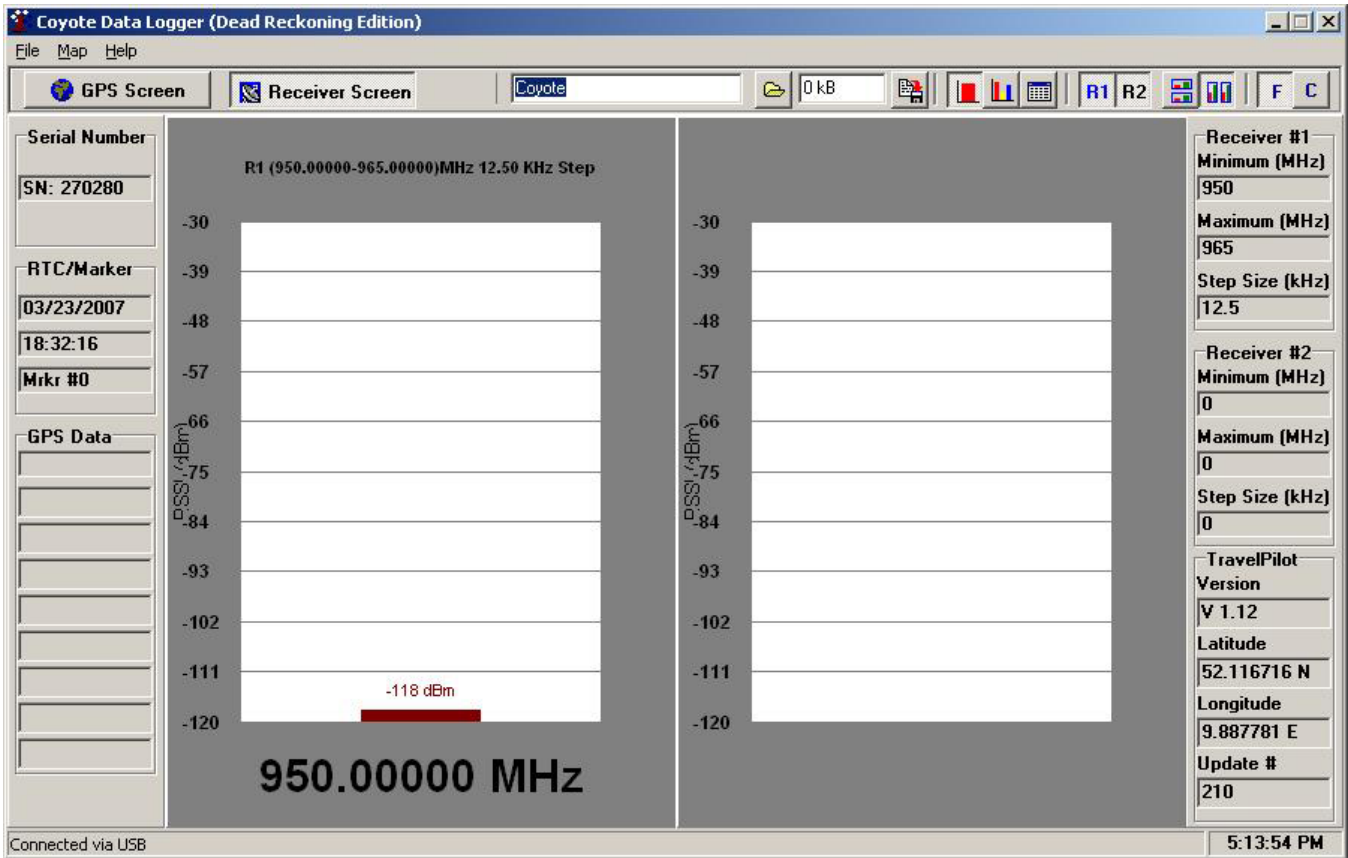 Coyote Data Logger (Dead Reckoning Edition)
File Map Help
GPS Screen Receiver Screen Coyote 0 kB R1 R2 F C
Serial Number
SN: 270280
RTC/Marker
03/23/2007
18:32:16
Mrkr #0
GPS Data
R1 (950.00000-965.00000)MHz 12.50 KHz Step
-30
-39
-48
-57
-66
-75
-84
-93
-102
-111
-120
RSSI (dBm)
-118 dBm
950.00000 MHz
-30
-39
-48
-57
-66
-75
-84
-93
-102
-111
-120
RSSI (dBm)
Receiver #1
Minimum (MHz)
950
Maximum (MHz)
965
Step Size (kHz)
12.5
Receiver #2
Minimum (MHz)
0
Maximum (MHz)
0
Step Size (kHz)
0
TravelPilot
Version
V 1.12
Latitude
52.116716 N
Longitude
9.887781 E
Update #
210
Connected via USB
5:13:54 PM